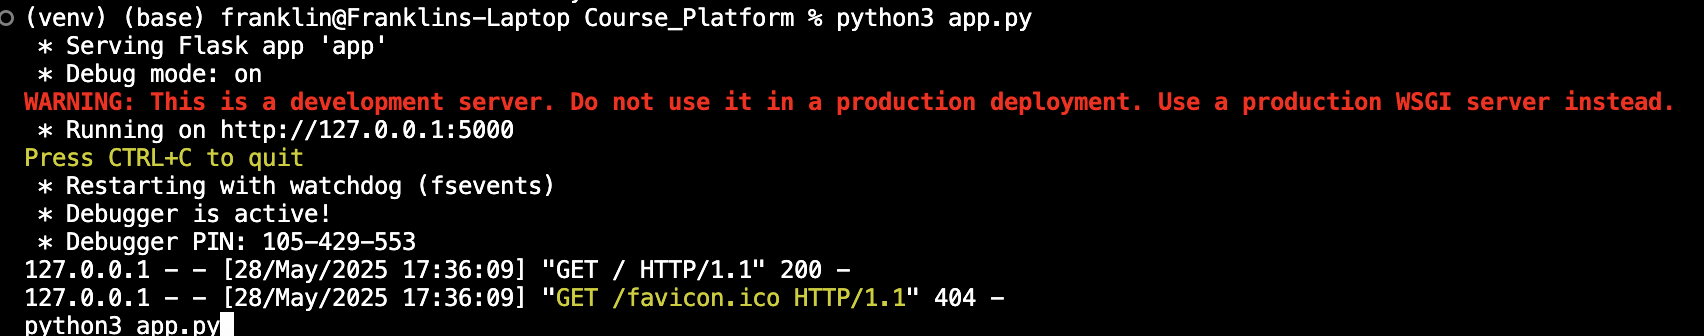 (venv) (base) franklin@Franklins-Laptop Course_Platform % python3 app.py
* Serving Flask app 'app'
* Debug mode: on
WARNING: This is a development server. Do not use it in a production deployment. Use a production WSGI server instead.
* Running on http://127.0.0.1:5000
Press CTRL+C to quit
* Restarting with watchdog (fsevents)
* Debugger is active!
* Debugger PIN: 105-429-553
127.0.0.1 - - [28/May/2025 17:36:09] "GET / HTTP/1.1" 200 -
127.0.0.1 - - [28/May/2025 17:36:09] "GET /favicon.ico HTTP/1.1" 404 -
python3 app.py